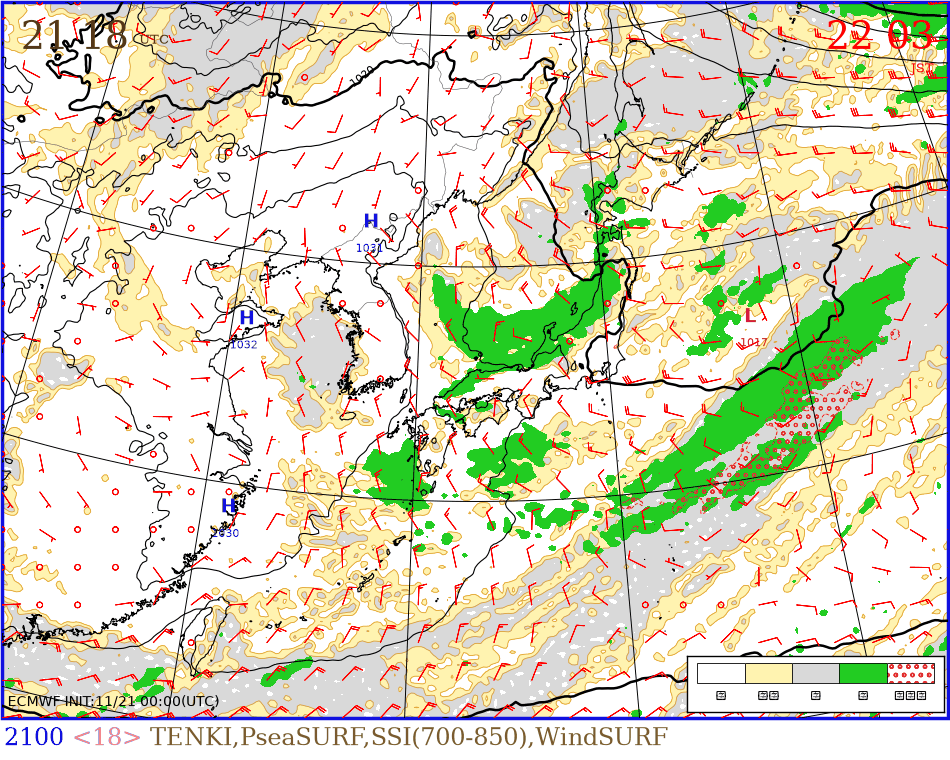 21 18 UTC
22 03 JST
1020
H
1031
H
1032
L
1017
H
1030
ECMWF INIT:11/21 00:00(UTC)
2100 <18> TENKI,PseaSURF,SSI(700-850),WindSURF